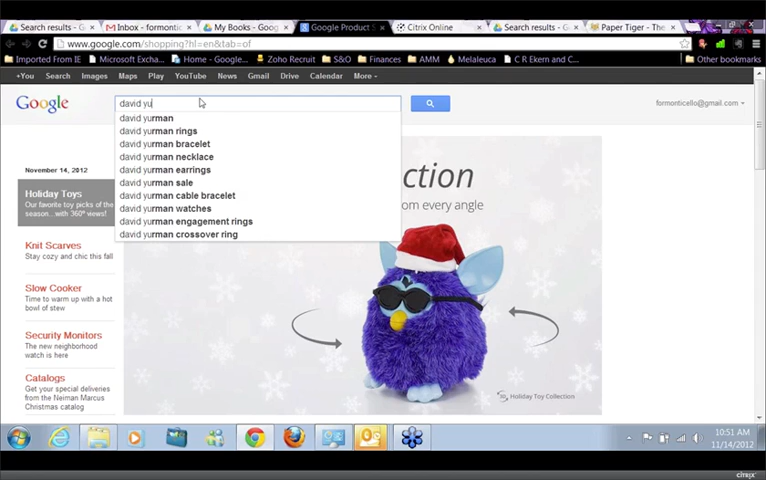 Search results - G
Inbox - formontic
My Books - Goog
Google Product S
Citrix Online
Search results - G
Paper Tiger - The
www.google.com/shopping?hl=en&tab=of
Imported From IE
Microsoft Exchan...
Home - Google...
Zoho Recruit
S&O
Finances
AMM
Melaleuca
C R Ekern and C...
Other bookmarks
+You Search Images Maps Play YouTube News Gmail Drive Calendar More
Google
david yu
formonticello@gmail.com
david yurman
david yurman rings
david yurman bracelet
david yurman necklace
david yurman earrings
david yurman sale
david yurman cable bracelet
david yurman watches
david yurman engagement rings
david yurman crossover ring
November 14, 2012
Holiday Toys
Our favorite toy picks of the
season...with 360º views!
Knit Scarves
Stay cozy and chic this fall
Slow Cooker
Time to warm up with a hot
bowl of stew
Security Monitors
The new neighborhood
watch is here
Catalogs
Get your special deliveries
from the Neiman Marcus
Christmas catalog
ction
om every angle
Holiday Toy Collection
10:51 AM
11/14/2012
citrix